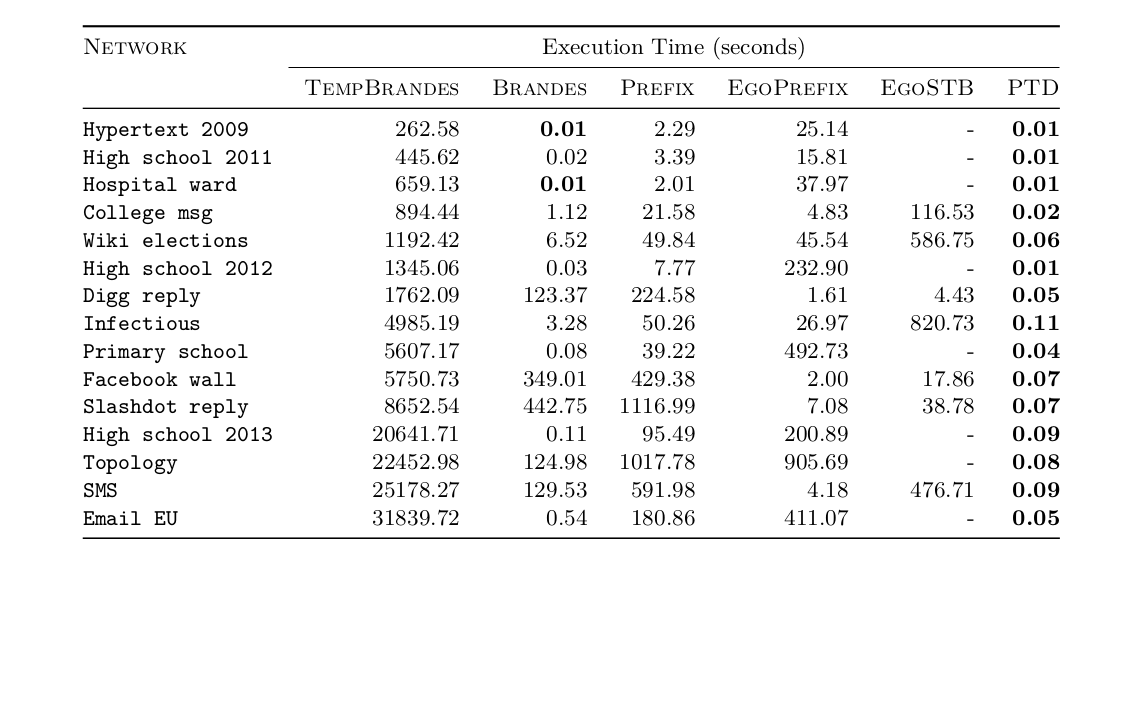 NETWORK Execution Time (seconds)
TEMPBRANDES BRANDES PREFIX EGOPREFIX EGOSTB PTD
Hypertext 2009 262.58 0.01 2.29 25.14 - 0.01
High school 2011 445.62 0.02 3.39 15.81 - 0.01
Hospital ward 659.13 0.01 2.01 37.97 - 0.01
College msg 894.44 1.12 21.58 4.83 116.53 0.02
Wiki elections 1192.42 6.52 49.84 45.54 586.75 0.06
High school 2012 1345.06 0.03 7.77 232.90 - 0.01
Digg reply 1762.09 123.37 224.58 1.61 4.43 0.05
Infectious 4985.19 3.28 50.26 26.97 820.73 0.11
Primary school 5607.17 0.08 39.22 492.73 - 0.04
Facebook wall 5750.73 349.01 429.38 2.00 17.86 0.07
Slashdot reply 8652.54 442.75 1116.99 7.08 38.78 0.07
High school 2013 20641.71 0.11 95.49 200.89 - 0.09
Topology 22452.98 124.98 1017.78 905.69 - 0.08
SMS 25178.27 129.53 591.98 4.18 476.71 0.09
Email EU 31839.72 0.54 180.86 411.07 - 0.05